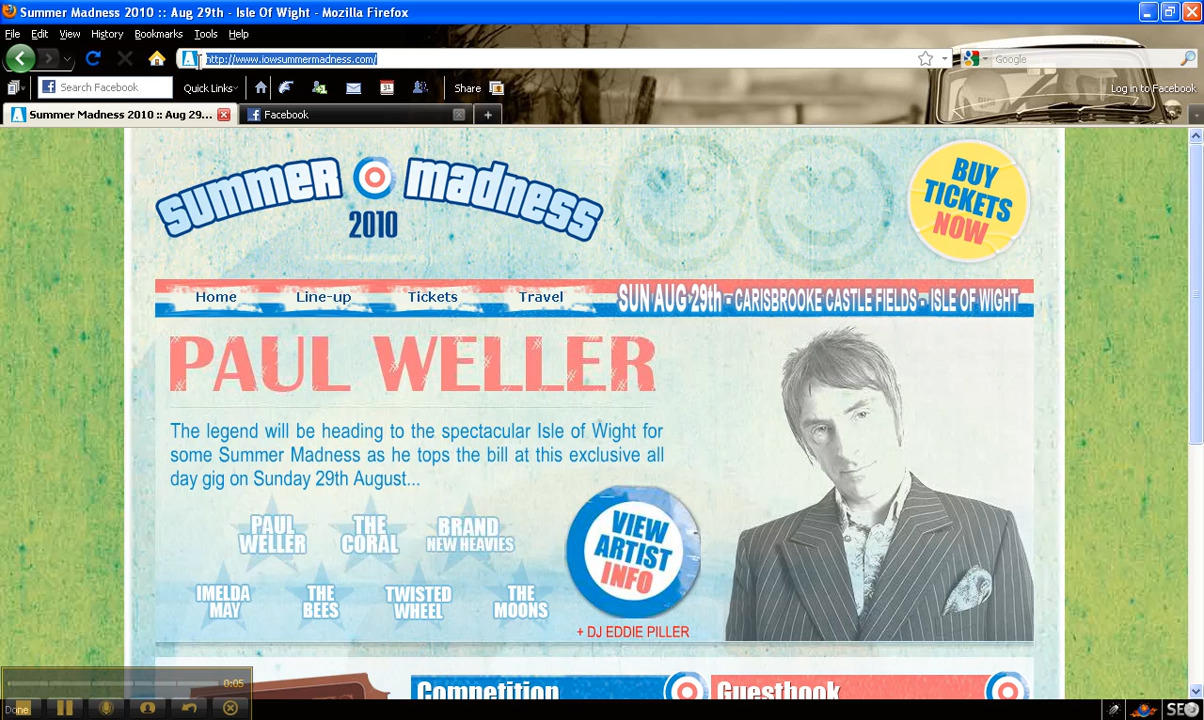 Summer Madness 2010 :: Aug 29th - Isle Of Wight - Mozilla Firefox
File Edit View History Bookmarks Tools Help
http://www.iowsummermadness.com/
Google
Search Facebook Quick Links Share Log in to Facebook
Summer Madness 2010 :: Aug 29... Facebook
summer madness
2010
BUY
TICKETS
NOW
Home Line-up Tickets Travel SUN AUG 29th - CARISBROOKE CASTLE FIELDS - ISLE OF WIGHT
PAUL WELLER
The legend will be heading to the spectacular Isle of Wight for
some Summer Madness as he tops the bill at this exclusive all
day gig on Sunday 29th August...
PAUL
WELLER
THE
CORAL
BRAND
NEW HEAVIES
IMELDA
MAY
THE
BEES
TWISTED
WHEEL
THE
MOONS
VIEW
ARTIST
INFO
+ DJ EDDIE PILLER
Competition Guestbook
0:05
Done